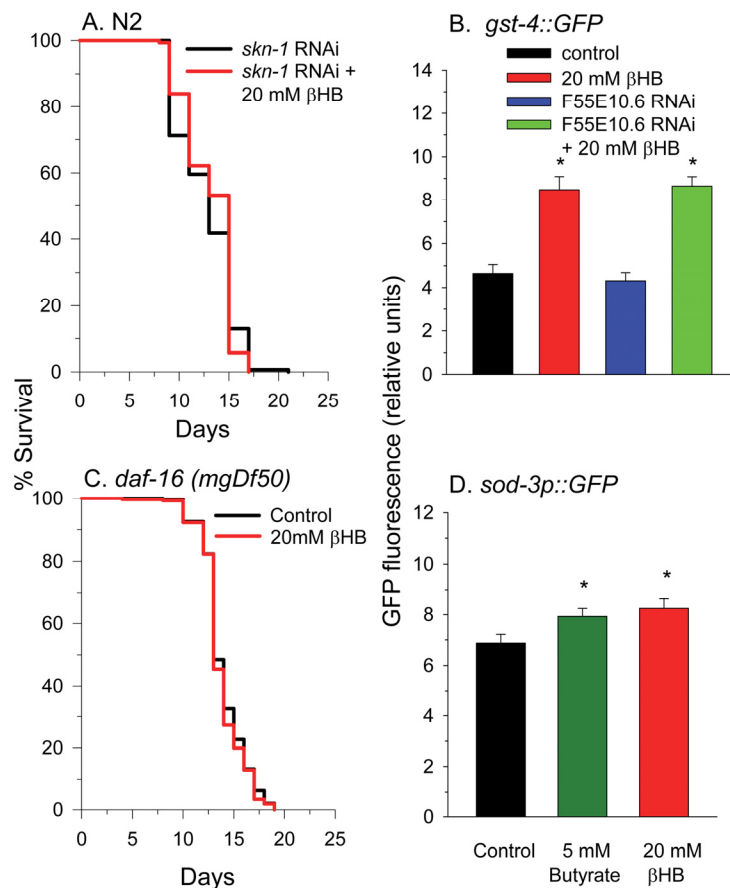 A. N2
skn-1 RNAi
skn-1 RNAi +
20 mM βHB
100
80
60
40
20
0
0 5 10 15 20 25
Days
% Survival
B. gst-4::GFP
control
20 mM βHB
F55E10.6 RNAi
F55E10.6 RNAi
+ 20 mM βHB
14
12
10
8
6
4
2
0
* *
GFP fluorescence (relative units)
C. daf-16 (mgDf50)
Control
20mM βHB
100
80
60
40
20
0
0 5 10 15 20 25
Days
D. sod-3p::GFP
12
10
8
6
4
2
0
* *
Control 5 mM 20 mM
Butyrate βHB